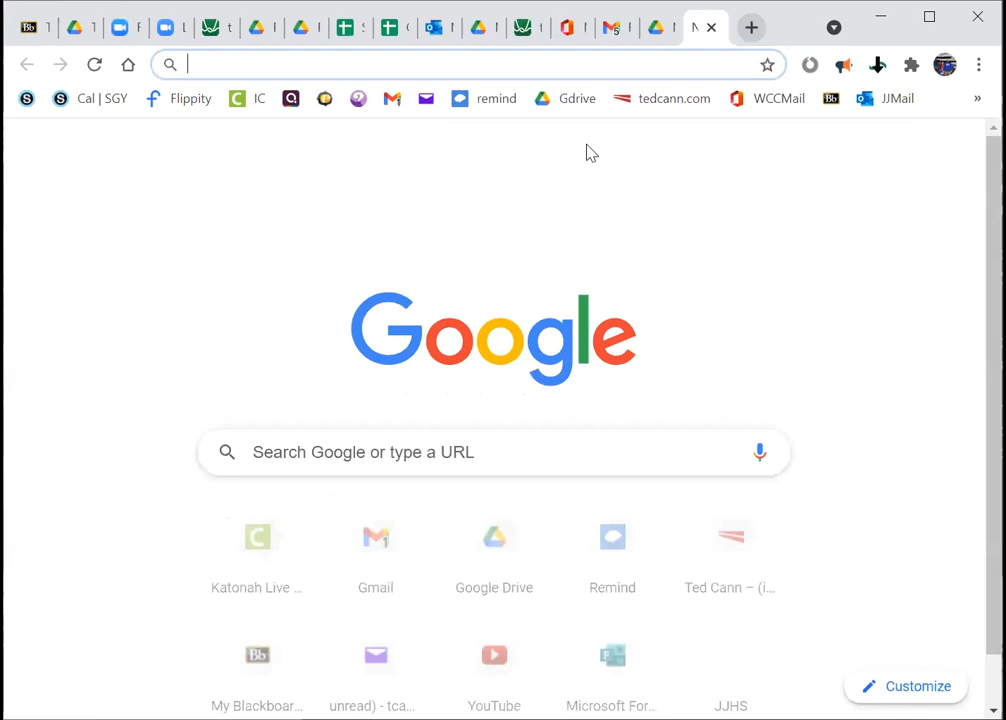 Cal | SGY Flippity IC remind Gdrive tedcann.com WCCMail Bb JJMail »
Google
Search Google or type a URL
Katonah Live ... Gmail Google Drive Remind Ted Cann – (i...
My Blackboar... unread) - tca... YouTube Microsoft For... JJHS
Customize